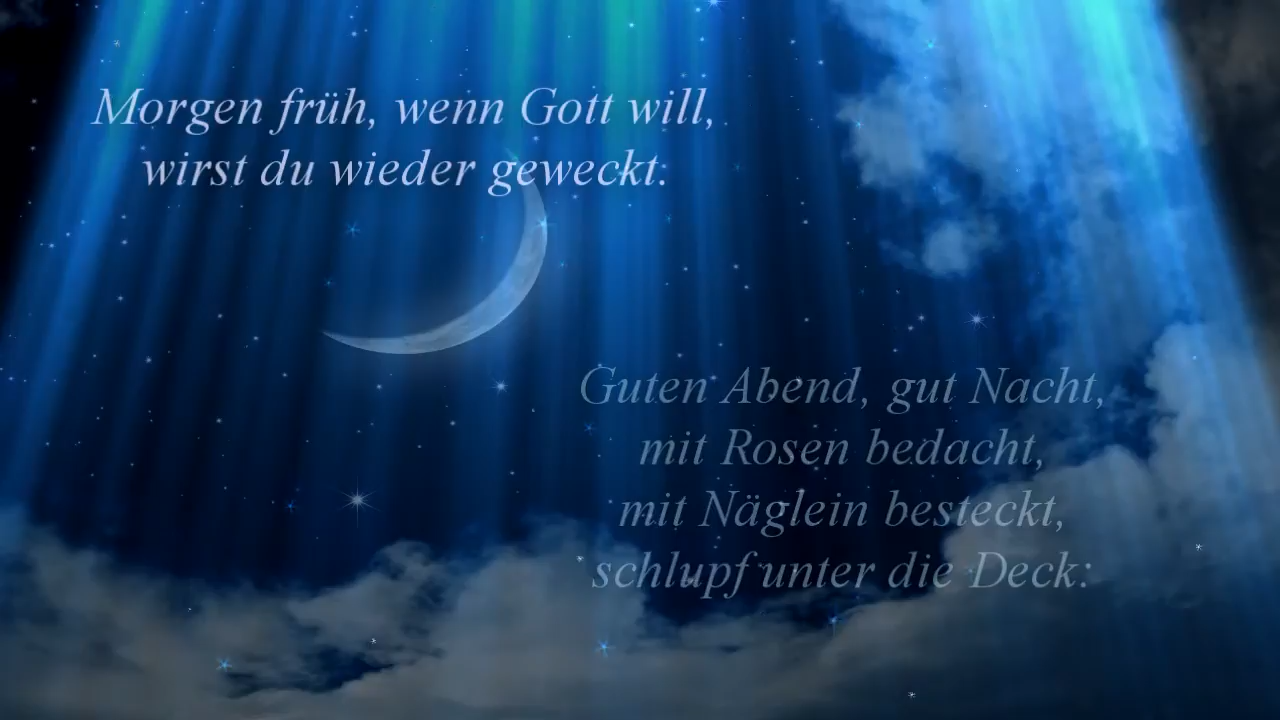 Morgen früh, wenn Gott will,
wirst du wieder geweckt:
Guten Abend, gut Nacht,
mit Rosen bedacht,
mit Näglein besteckt,
schlupf unter die Deck: